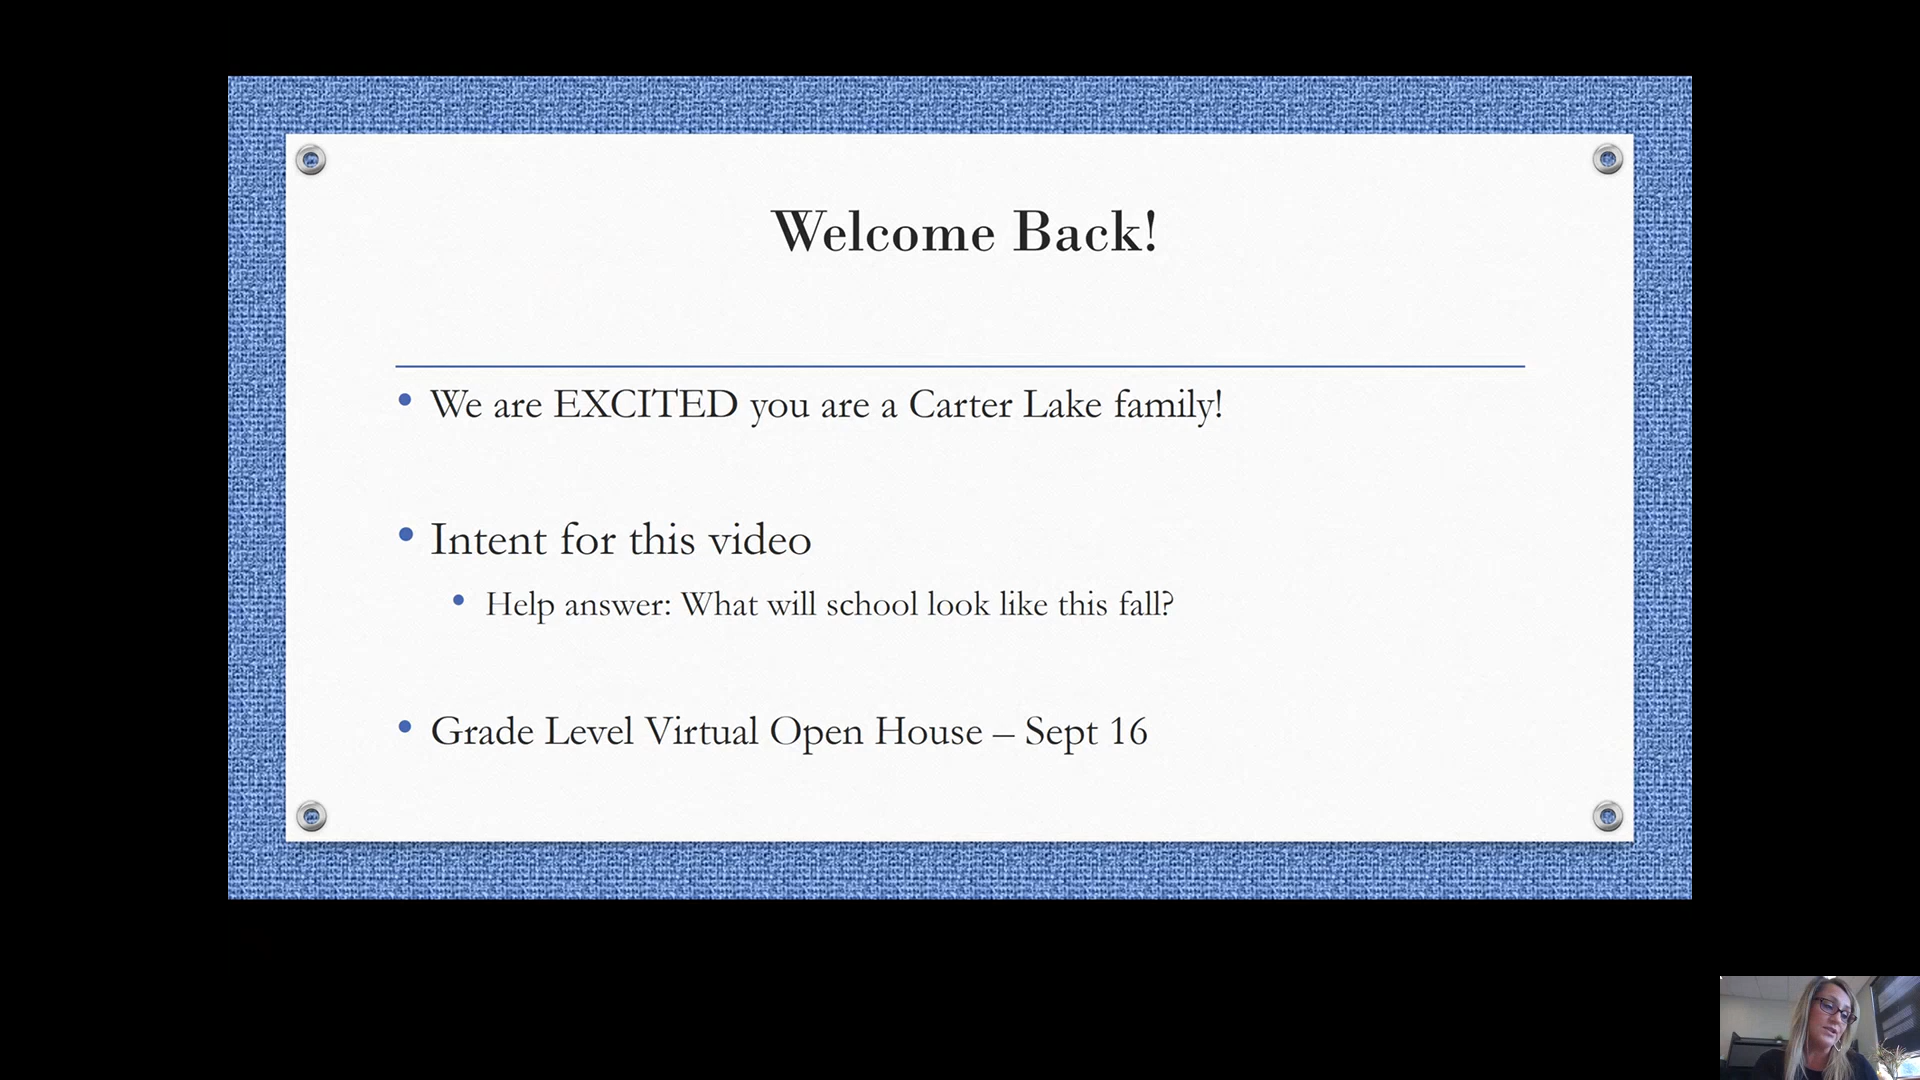 Welcome Back!
• We are EXCITED you are a Carter Lake family!
• Intent for this video
• Help answer: What will school look like this fall?
• Grade Level Virtual Open House – Sept 16